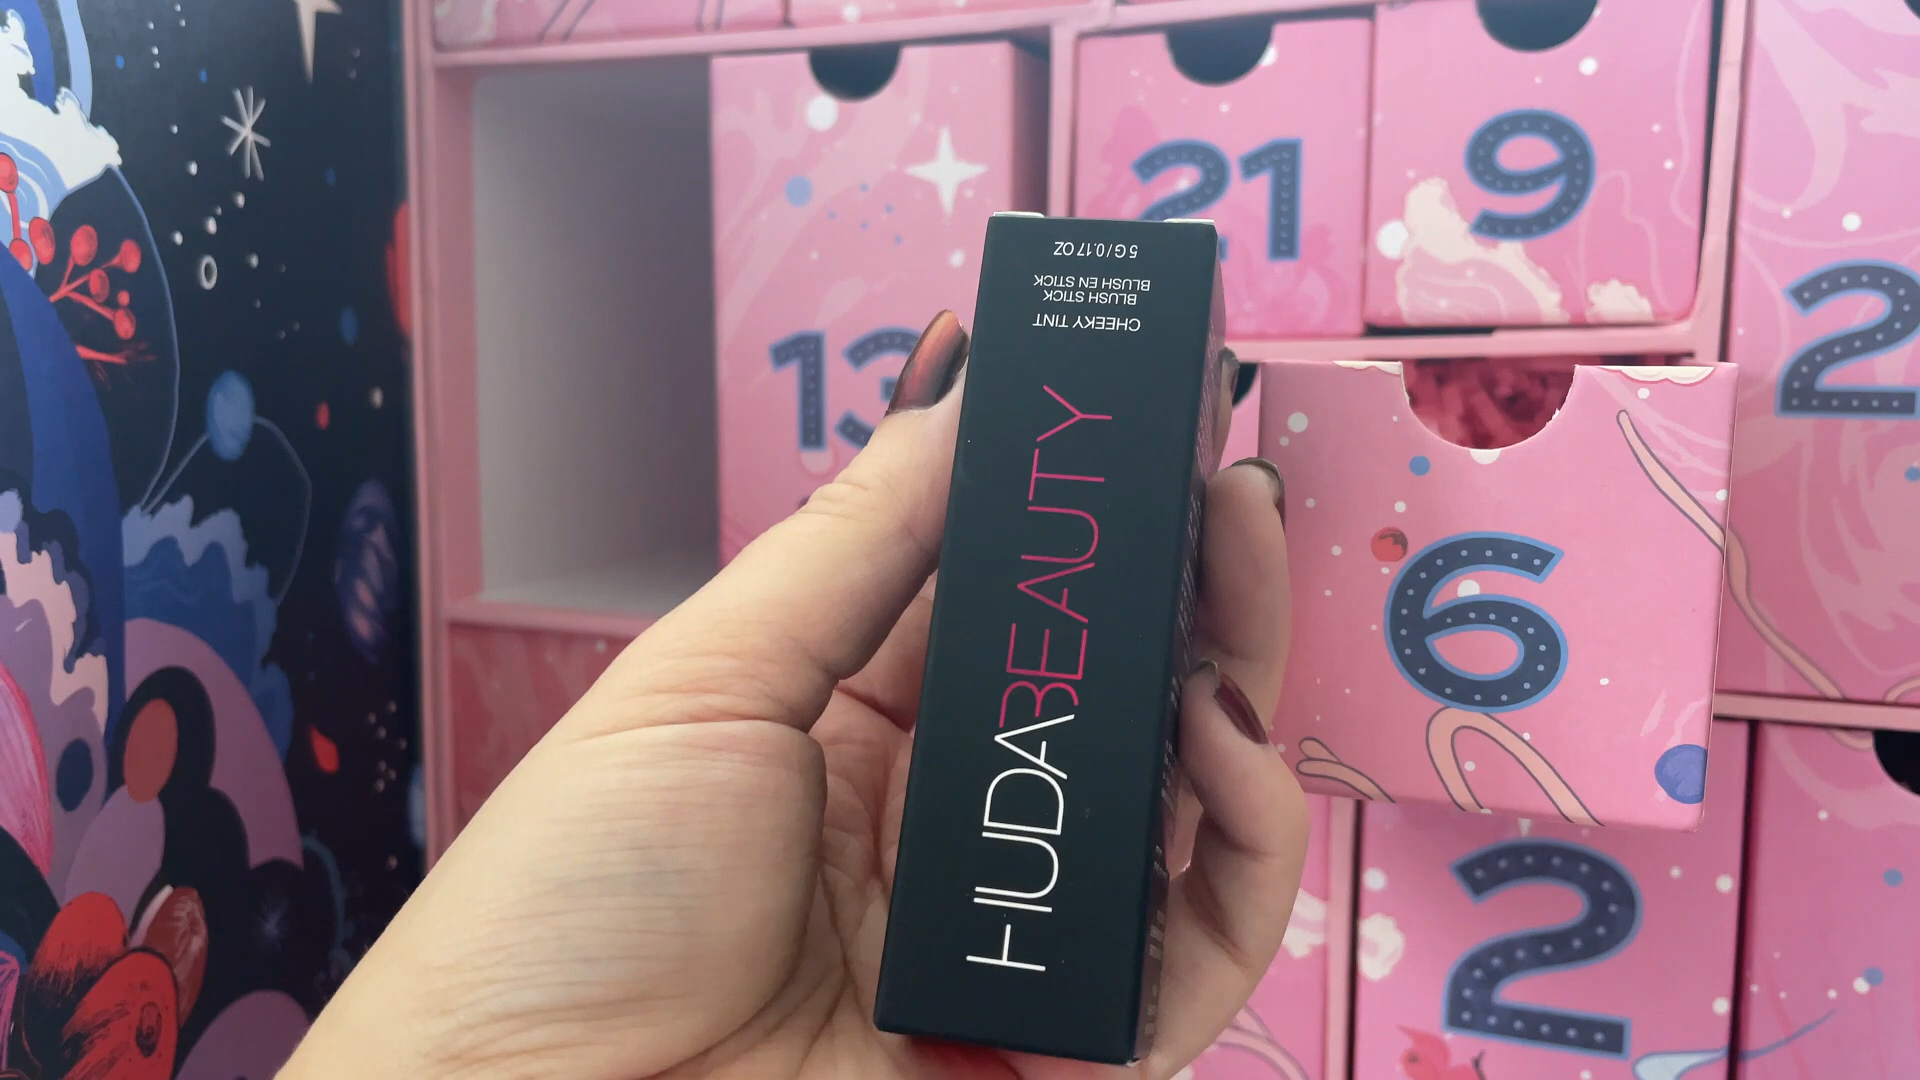 HUDABEAUTY
CHEEKY TINT
BLUSH STICK
BLUSH EN STICK
5 G / 0.17 OZ
13
21
9
2
6
2